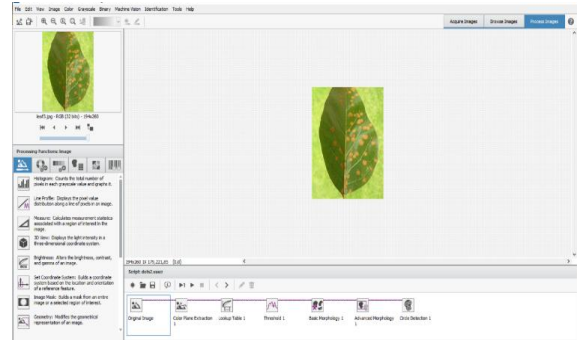 File Edit View Image Color Grayscale Binary Machine Vision Identification Tools Help
Acquire Images Browse Images Process Images
leaf5.jpg - RGB (32 bits) -
Processing Functions: Image
Histogram: Counts the total number of
pixels in each grayscale value and graphs it.
Line Profile: Displays the pixel value
distribution along a line of pixels in an image.
Measure: Calculates measurement statistics
associated with a region of interest in the
image.
3D View: Displays the light intensity in a
three-dimensional coordinate system.
Brightness: Alters the brightness, contrast,
and gamma of an image.
Set Coordinate System: Builds a coordinate
system based on the location and orientation
of a reference feature.
Image Mask: Builds a mask from an entire
image or a selected region of interest.
Geometry: Modifies the geometrical
representation of an image.
(0,0)
Original Image
Color Plane Extraction
1
Lookup Table 1
Threshold 1
Basic Morphology 1
Advanced Morphology
1
Circle Detection 1